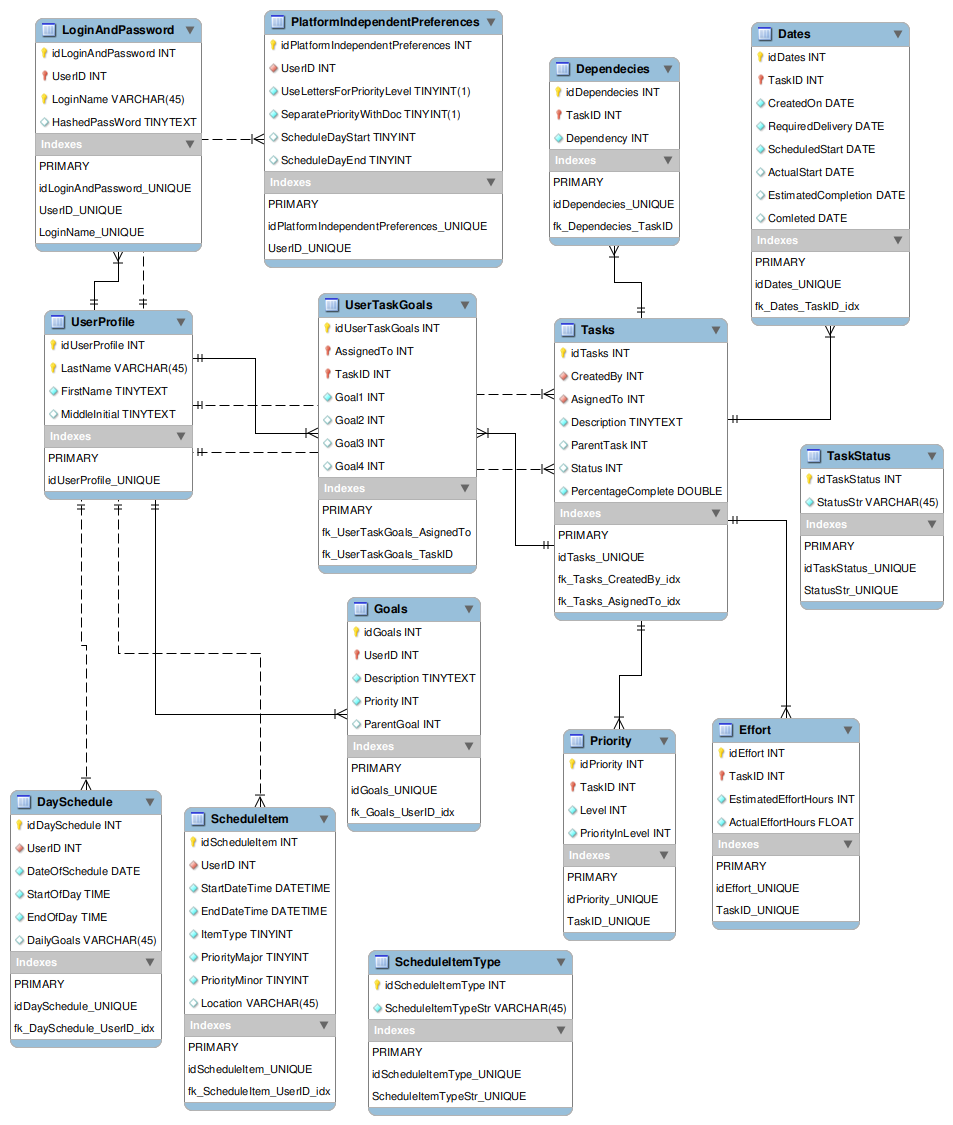 LoginAndPassword
idLoginAndPassword INT
UserID INT
LoginName VARCHAR(45)
HashedPassWord TINYTEXT
Indexes
PRIMARY
idLoginAndPassword_UNIQUE
UserID_UNIQUE
LoginName_UNIQUE
PlatformIndependentPreferences
idPlatformIndependentPreferences INT
UserID INT
UseLettersForPriorityLevel TINYINT(1)
SeparatePriorityWithDoc TINYINT(1)
ScheduleDayStart TINYINT
ScheduleDayEnd TINYINT
Indexes
PRIMARY
idPlatformIndependentPreferences_UNIQUE
UserID_UNIQUE
Dependecies
idDependecies INT
TaskID INT
Dependency INT
Indexes
PRIMARY
idDependecies_UNIQUE
fk_Dependecies_TaskID
Dates
idDates INT
TaskID INT
CreatedOn DATE
RequiredDelivery DATE
ScheduledStart DATE
ActualStart DATE
EstimatedCompletion DATE
Comleted DATE
Indexes
PRIMARY
idDates_UNIQUE
fk_Dates_TaskID_idx
UserProfile
idUserProfile INT
LastName VARCHAR(45)
FirstName TINYTEXT
MiddleInitial TINYTEXT
Indexes
PRIMARY
idUserProfile_UNIQUE
UserTaskGoals
idUserTaskGoals INT
AssignedTo INT
TaskID INT
Goal1 INT
Goal2 INT
Goal3 INT
Goal4 INT
Indexes
PRIMARY
fk_UserTaskGoals_AsignedTo
fk_UserTaskGoals_TaskID
Tasks
idTasks INT
CreatedBy INT
AsignedTo INT
Description TINYTEXT
ParentTask INT
Status INT
PercentageComplete DOUBLE
Indexes
PRIMARY
idTasks_UNIQUE
fk_Tasks_CreatedBy_idx
fk_Tasks_AsignedTo_idx
TaskStatus
idTaskStatus INT
StatusStr VARCHAR(45)
Indexes
PRIMARY
idTaskStatus_UNIQUE
StatusStr_UNIQUE
Goals
idGoals INT
UserID INT
Description TINYTEXT
Priority INT
ParentGoal INT
Indexes
PRIMARY
idGoals_UNIQUE
fk_Goals_UserID_idx
Priority
idPriority INT
TaskID INT
Level INT
PriorityInLevel INT
Indexes
PRIMARY
idPriority_UNIQUE
TaskID_UNIQUE
Effort
idEffort INT
TaskID INT
EstimatedEffortHours INT
ActualEffortHours FLOAT
Indexes
PRIMARY
idEffort_UNIQUE
TaskID_UNIQUE
DaySchedule
idDaySchedule INT
UserID INT
DateOfSchedule DATE
StartOfDay TIME
EndOfDay TIME
DailyGoals VARCHAR(45)
Indexes
PRIMARY
idDaySchedule_UNIQUE
fk_DaySchedule_UserID_idx
ScheduleItem
idScheduleItem INT
UserID INT
StartDateTime DATETIME
EndDateTime DATETIME
ItemType TINYINT
PriorityMajor TINYINT
PriorityMinor TINYINT
Location VARCHAR(45)
Indexes
PRIMARY
idScheduleItem_UNIQUE
fk_ScheduleItem_UserID_idx
ScheduleItemType
idScheduleItemType INT
ScheduleItemTypeStr VARCHAR(45)
Indexes
PRIMARY
idScheduleItemType_UNIQUE
ScheduleItemTypeStr_UNIQUE